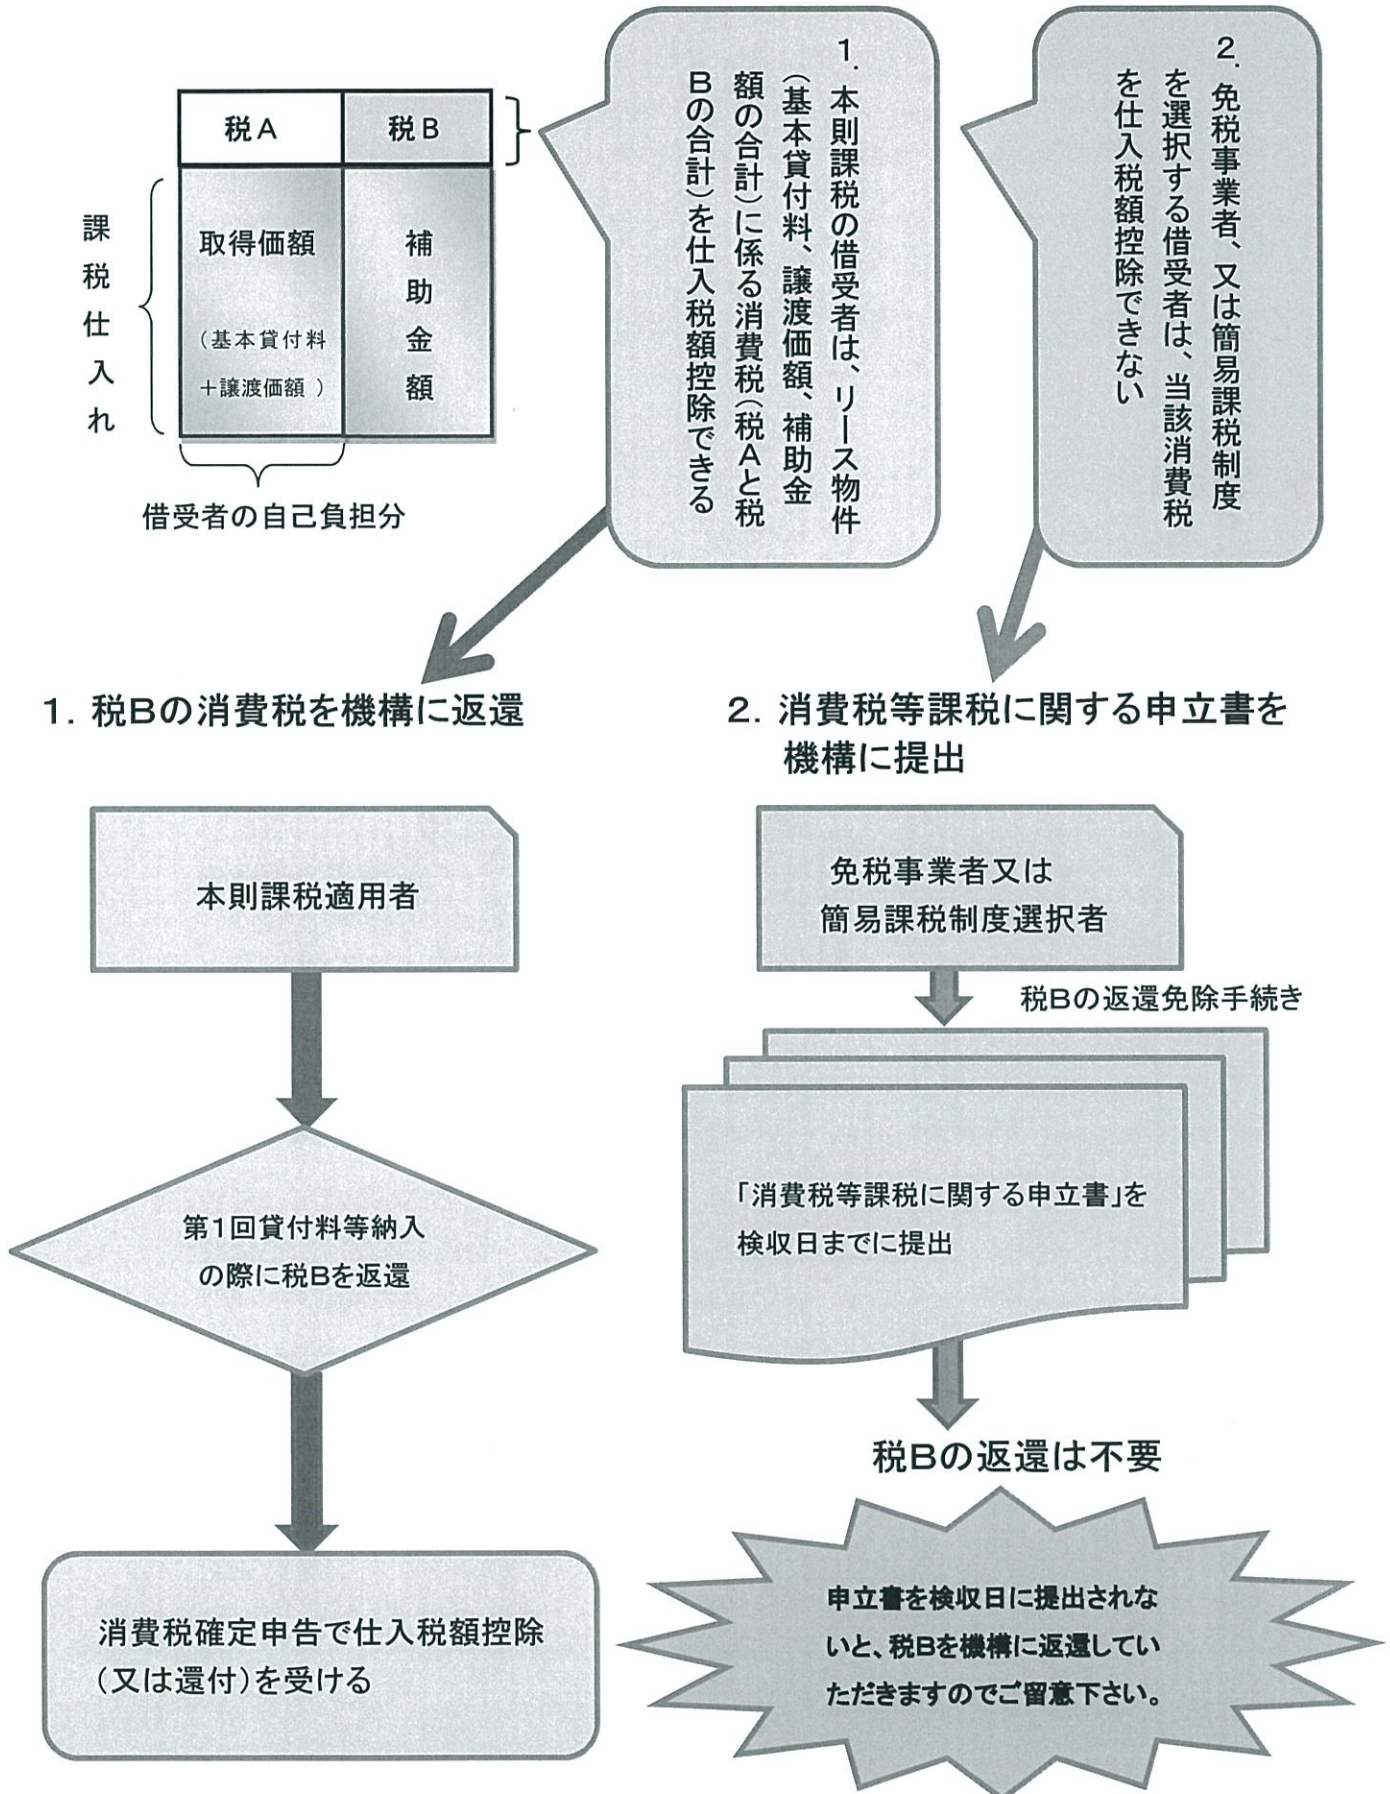 税A
税B
課税仕入れ
取得価額
(基本貸付料
+譲渡価額 )
補助金額
借受者の自己負担分
1. 本則課税の借受者は、リース物件
(基本貸付料、譲渡価額、補助金
額の合計)に係る消費税(税Aと税
Bの合計)を仕入税額控除できる
2. 免税事業者、又は簡易課税制度
を選択する借受者は、当該消費税
を仕入税額控除できない
1. 税Bの消費税を機構に返還
本則課税適用者
第1回貸付料等納入
の際に税Bを返還
消費税確定申告で仕入税額控除
(又は還付)を受ける
2. 消費税等課税に関する申立書を
機構に提出
免税事業者又は
簡易課税制度選択者
税Bの返還免除手続き
「消費税等課税に関する申立書」を
検収日までに提出
税Bの返還は不要
申立書を検収日に提出されな
いと、税Bを機構に返還してい
ただきますのでご留意下さい。